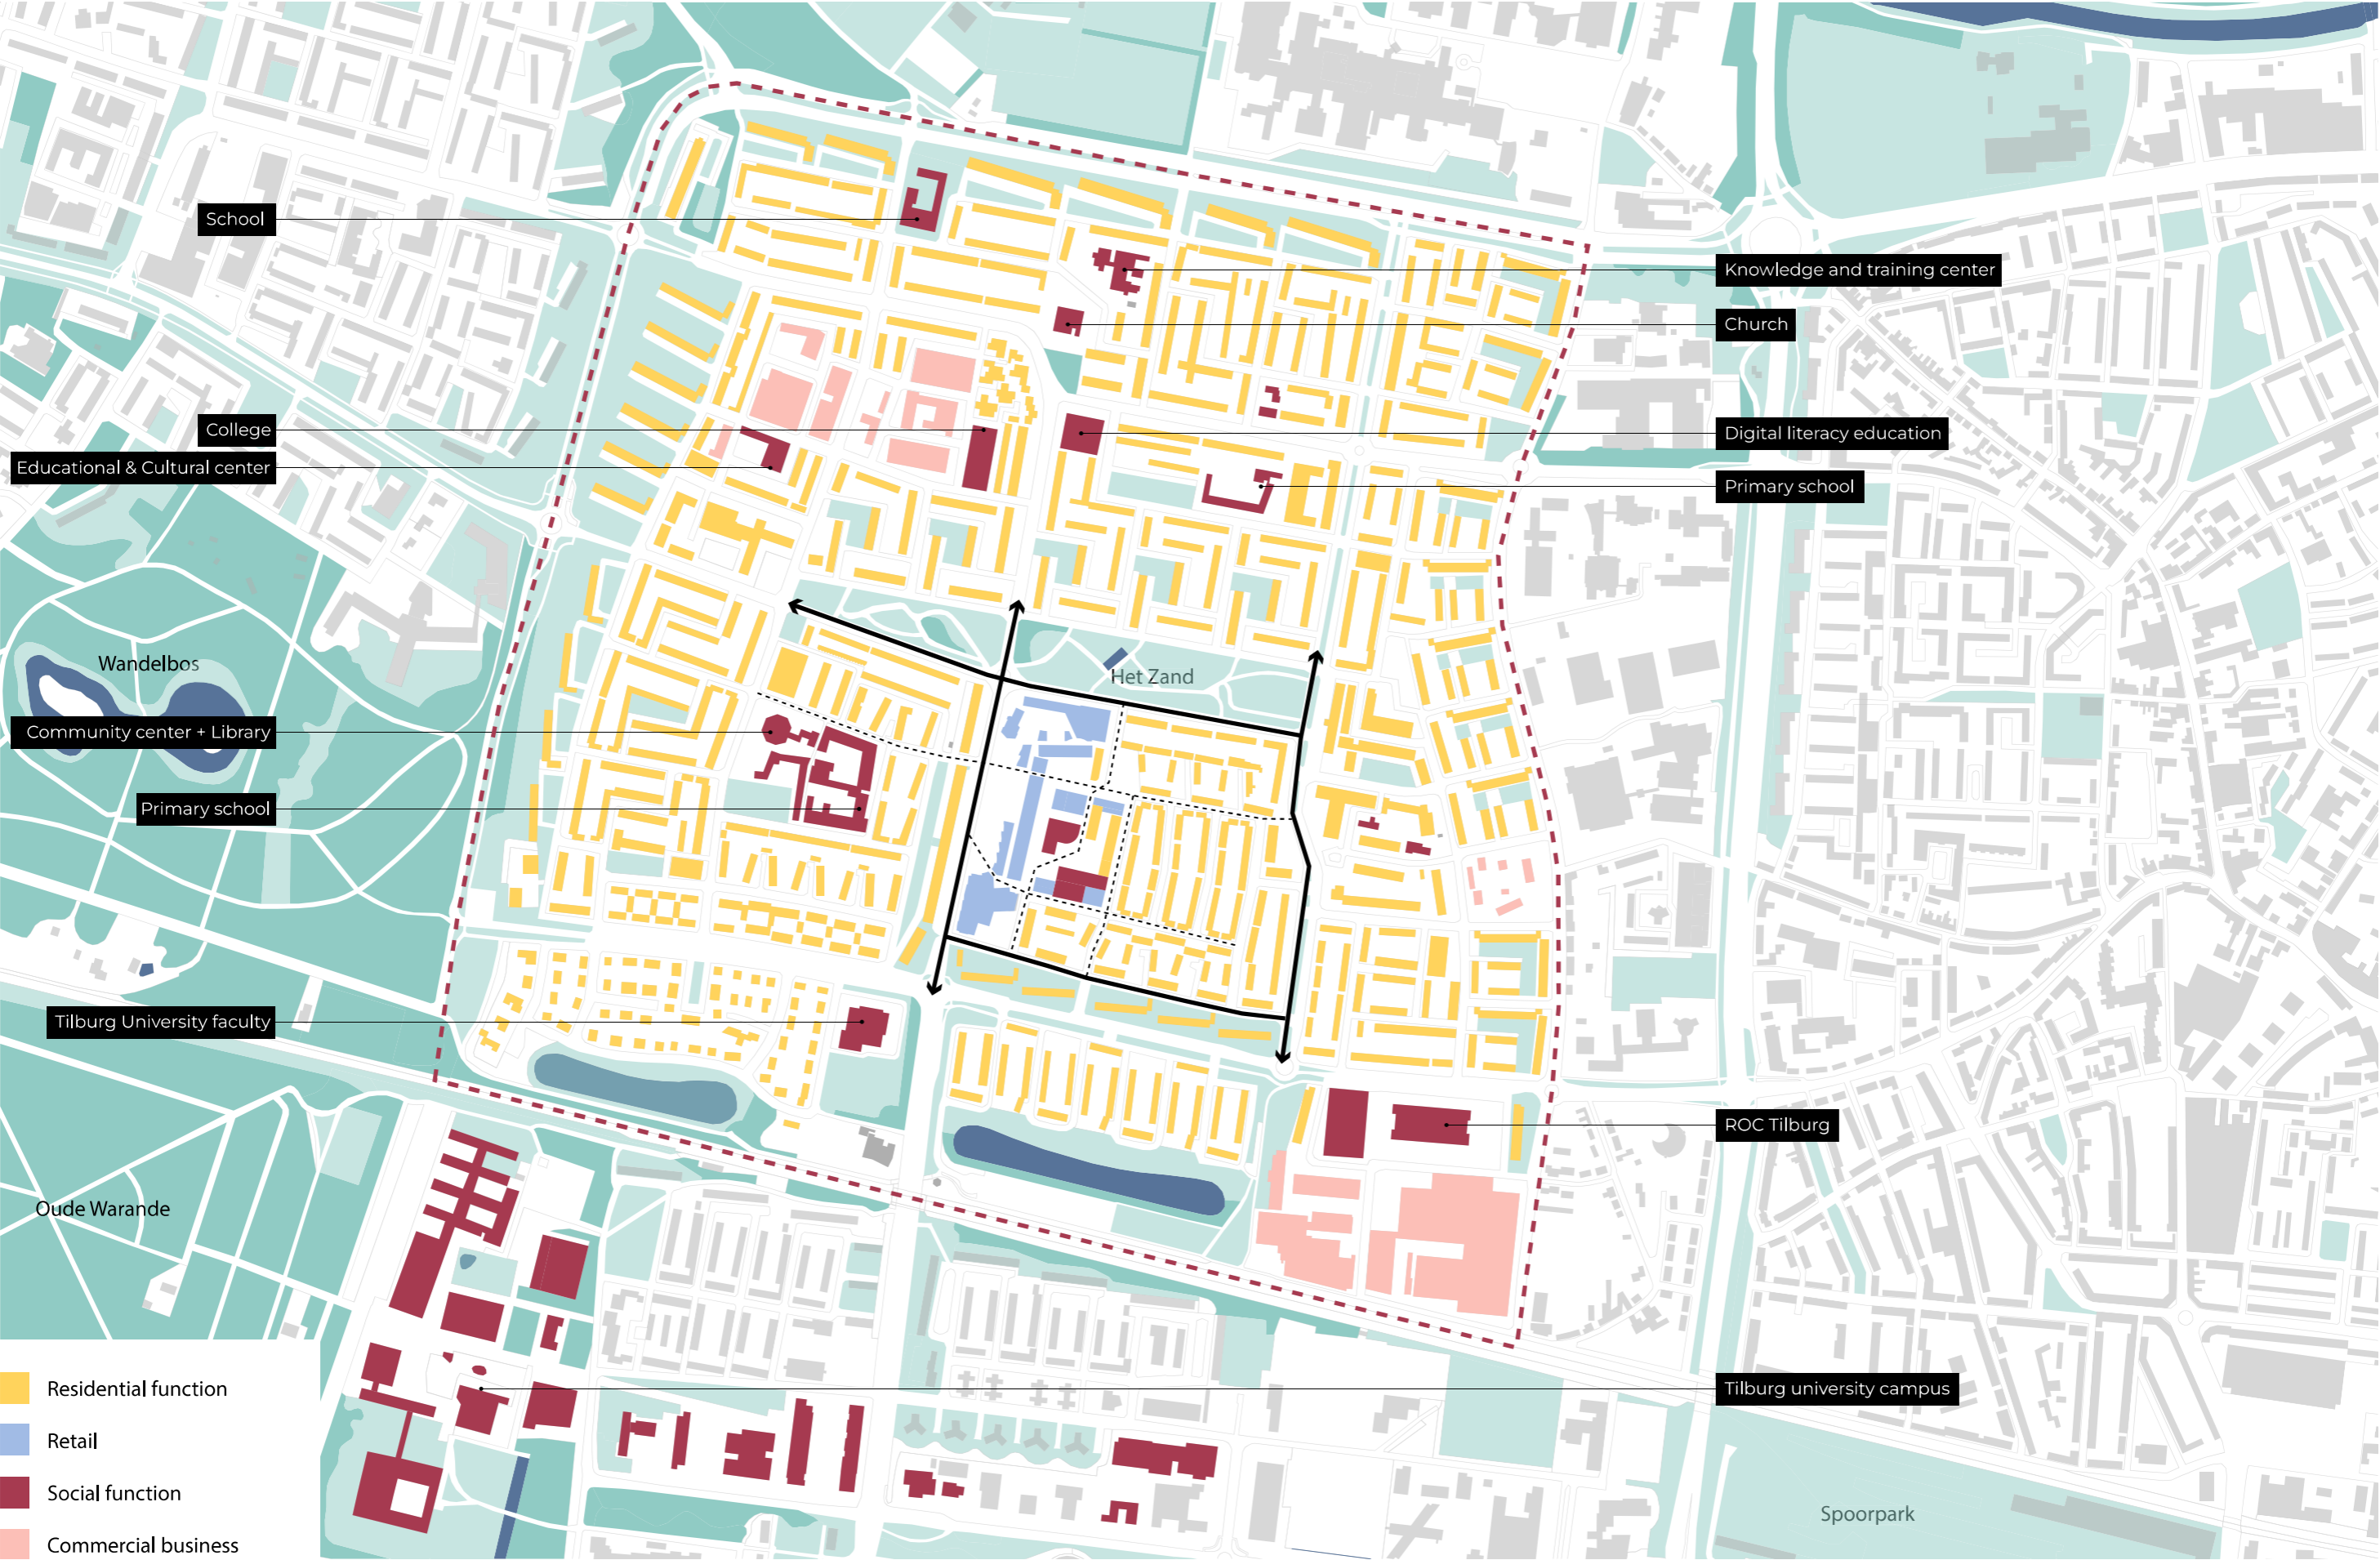 School
Knowledge and training center
Church
College
Digital literacy education
Educational & Cultural center
Primary school
Wandelbos
Het Zand
Community center + Library
Primary school
Tilburg University faculty
ROC Tilburg
Oude Warande
Tilburg university campus
Residential function
Retail
Social function
Spoorpark
Commercial business